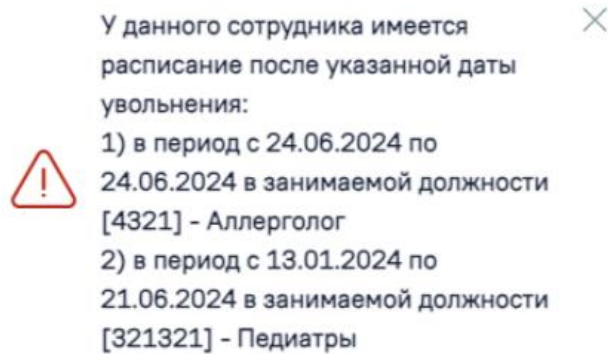 У данного сотрудника имеется
расписание после указанной даты
увольнения:
1) в период с 24.06.2024 по
24.06.2024 в занимаемой должности
[4321] - Аллерголог
2) в период с 13.01.2024 по
21.06.2024 в занимаемой должности
[321321] - Педиатры